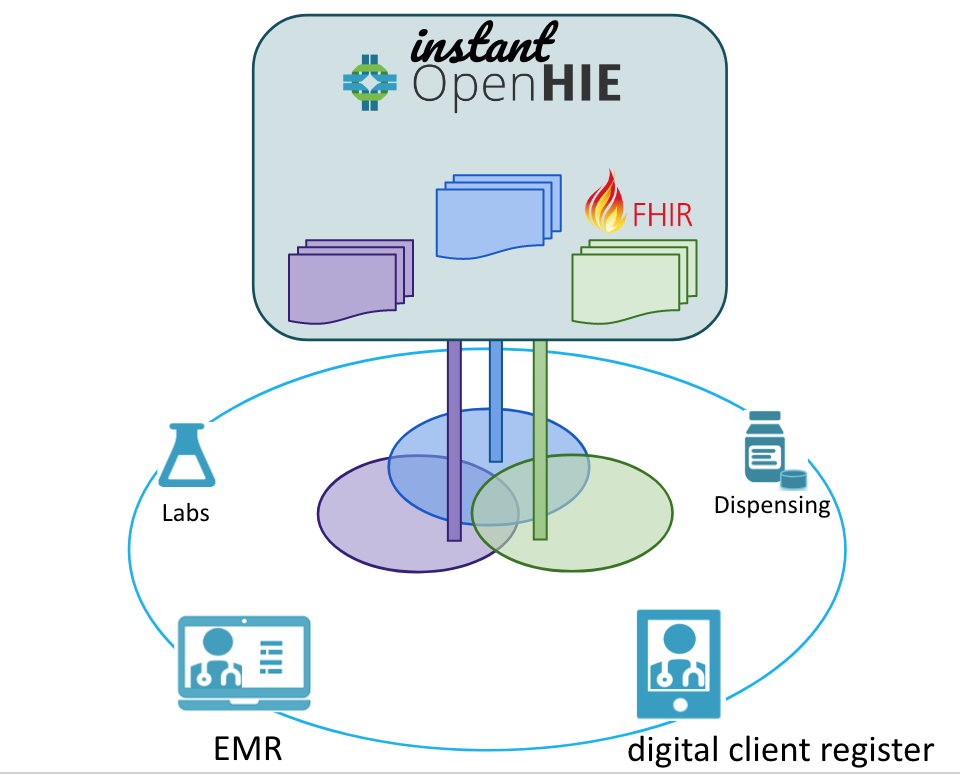 instant
OpenHIE
FHIR
Labs
Dispensing
EMR
digital client register